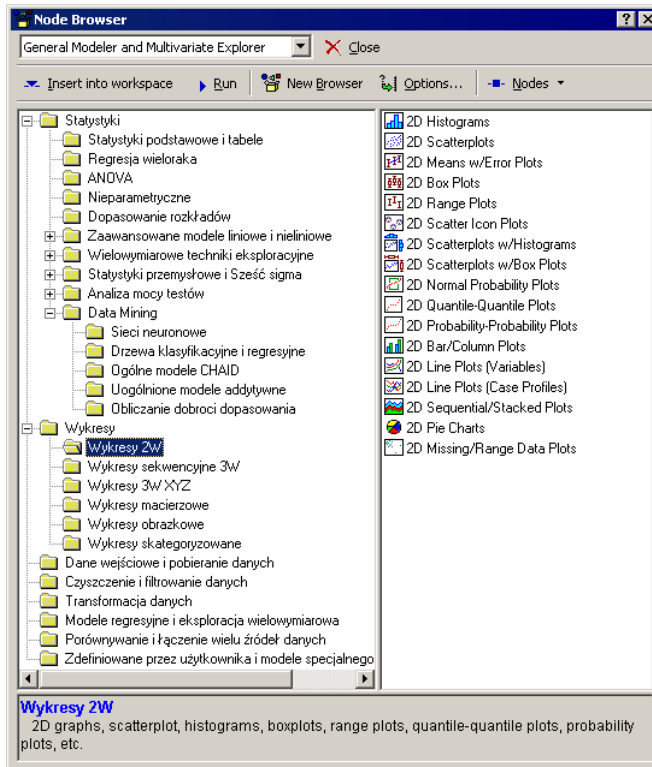 Node Browser
General Modeler and Multivariate Explorer
Close
Insert into workspace
Run
New Browser
Options...
Nodes
Statystyki
Statystyki podstawowe i tabele
Regresja wieloraka
ANOVA
Nieparametryczne
Dopasowanie rozkładów
Zaawansowane modele liniowe i nieliniowe
Wielowymiarowe techniki eksploracyjne
Statystyki przemysłowe i Sześć sigma
Analiza mocy testów
Data Mining
Sieci neuronowe
Drzewa klasyfikacyjne i regresyjne
Ogólne modele CHAID
Uogólnione modele addytywne
Obliczanie dobroci dopasowania
Wykresy
Wykresy 2W
Wykresy sekwencyjne 3W
Wykresy 3W XYZ
Wykresy macierzowe
Wykresy obrazkowe
Wykresy skategoryzowane
Dane wejściowe i pobieranie danych
Czyszczenie i filtrowanie danych
Transformacja danych
Modele regresyjne i eksploracja wielowymiarowa
Porównywanie i łączenie wielu źródeł danych
Zdefiniowane przez użytkownika i modele specjalnego
2D Histograms
2D Scatterplots
2D Means w/Error Plots
2D Box Plots
2D Range Plots
2D Scatter Icon Plots
2D Scatterplots w/Histograms
2D Scatterplots w/Box Plots
2D Normal Probability Plots
2D Quantile-Quantile Plots
2D Probability-Probability Plots
2D Bar/Column Plots
2D Line Plots (Variables)
2D Line Plots (Case Profiles)
2D Sequential/Stacked Plots
2D Pie Charts
2D Missing/Range Data Plots
Wykresy 2W
2D graphs, scatterplot, histograms, boxplots, range plots, quantile-quantile plots, probability
plots, etc.